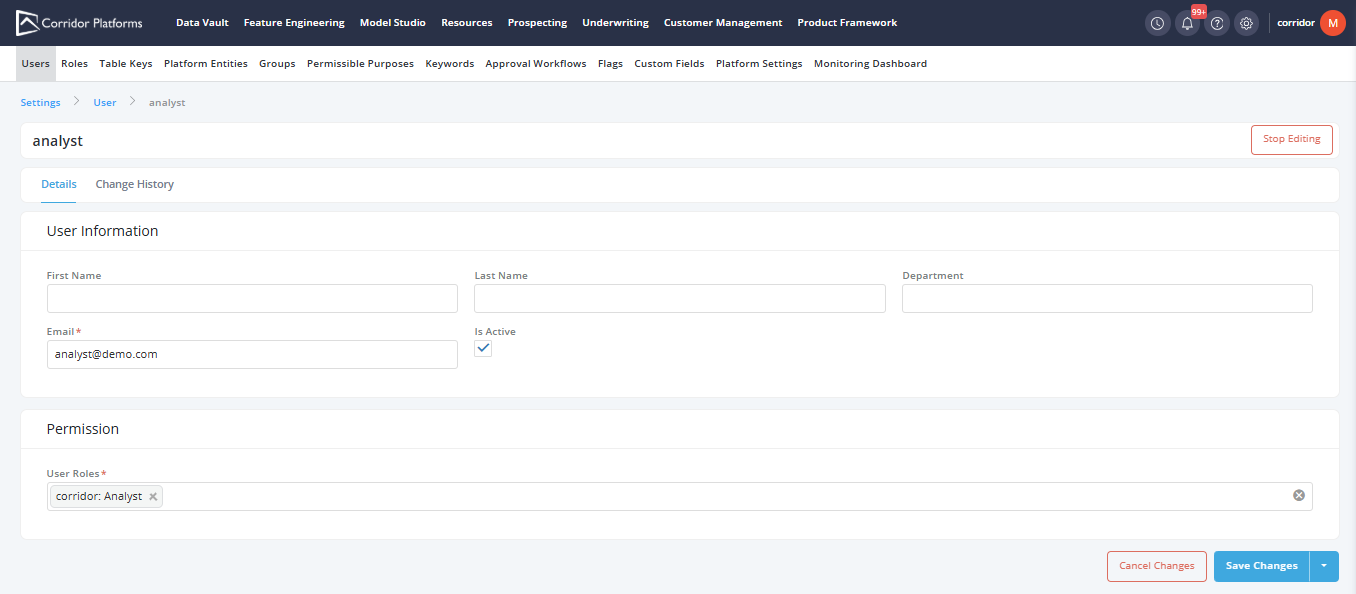 Corridor Platforms Data Vault Feature Engineering Model Studio Resources Prospecting Underwriting Customer Management Product Framework 99+ ? corridor M
Users Roles Table Keys Platform Entities Groups Permissible Purposes Keywords Approval Workflows Flags Custom Fields Platform Settings Monitoring Dashboard
Settings User analyst
analyst Stop Editing
Details Change History
User Information
First Name Last Name Department
Email* Is Active
analyst@demo.com
Permission
User Roles*
corridor: Analyst
Cancel Changes Save Changes